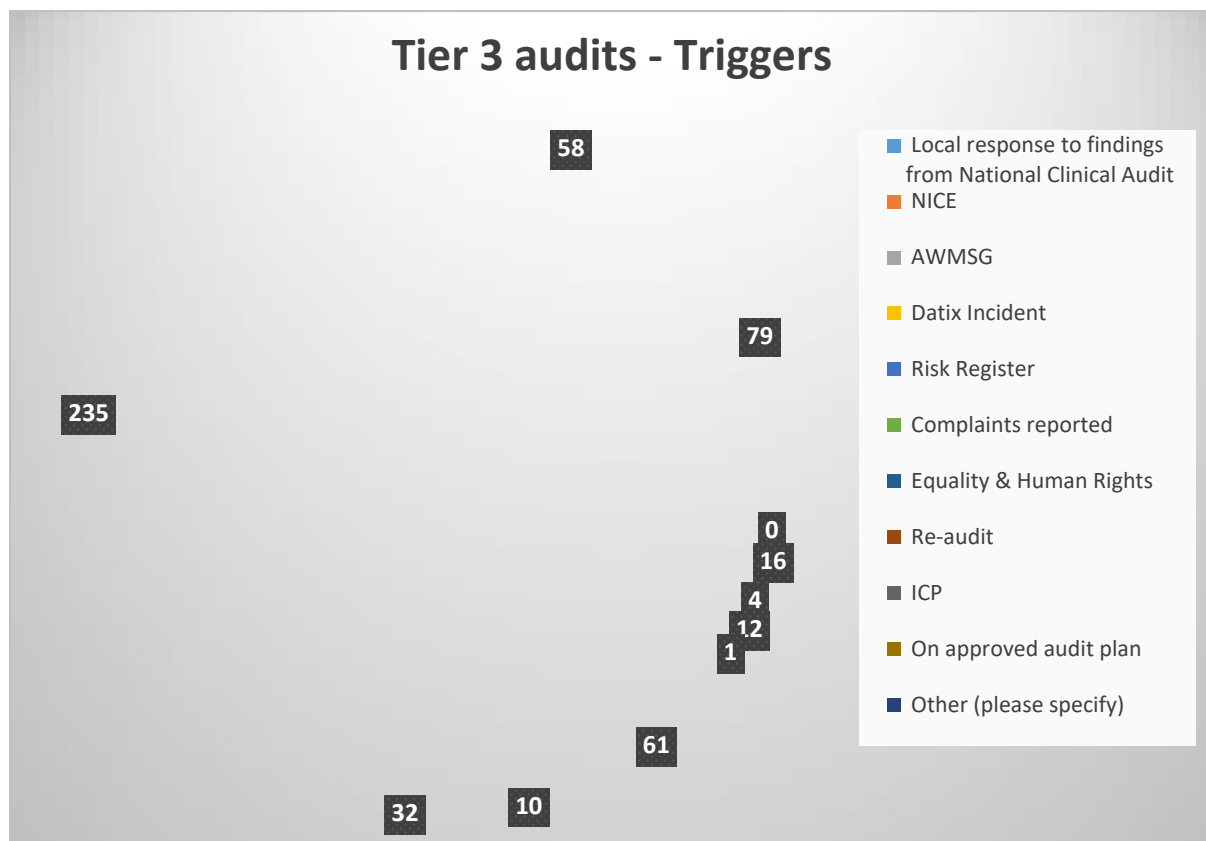 Tier 3 audits - Triggers
58
79
235
0
16
4
12
1
61
10
32
Local response to findings
from National Clinical Audit
NICE
AWMSG
Datix Incident
Risk Register
Complaints reported
Equality & Human Rights
Re-audit
ICP
On approved audit plan
Other (please specify)